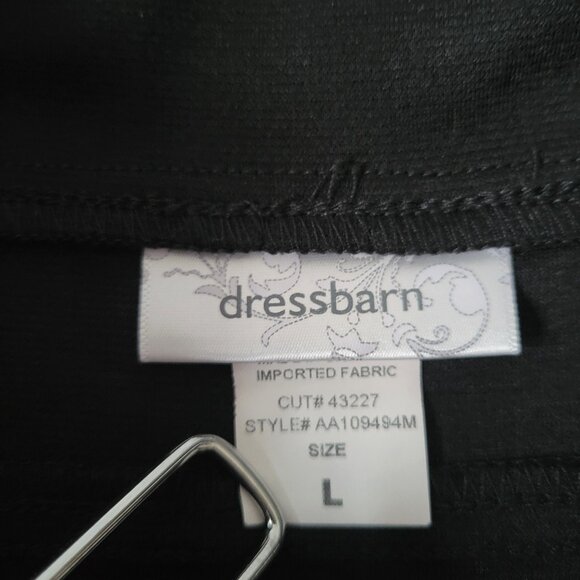 dressbarn
IMPORTED FABRIC
CUT# 43227
STYLE# AA109494M
SIZE
L